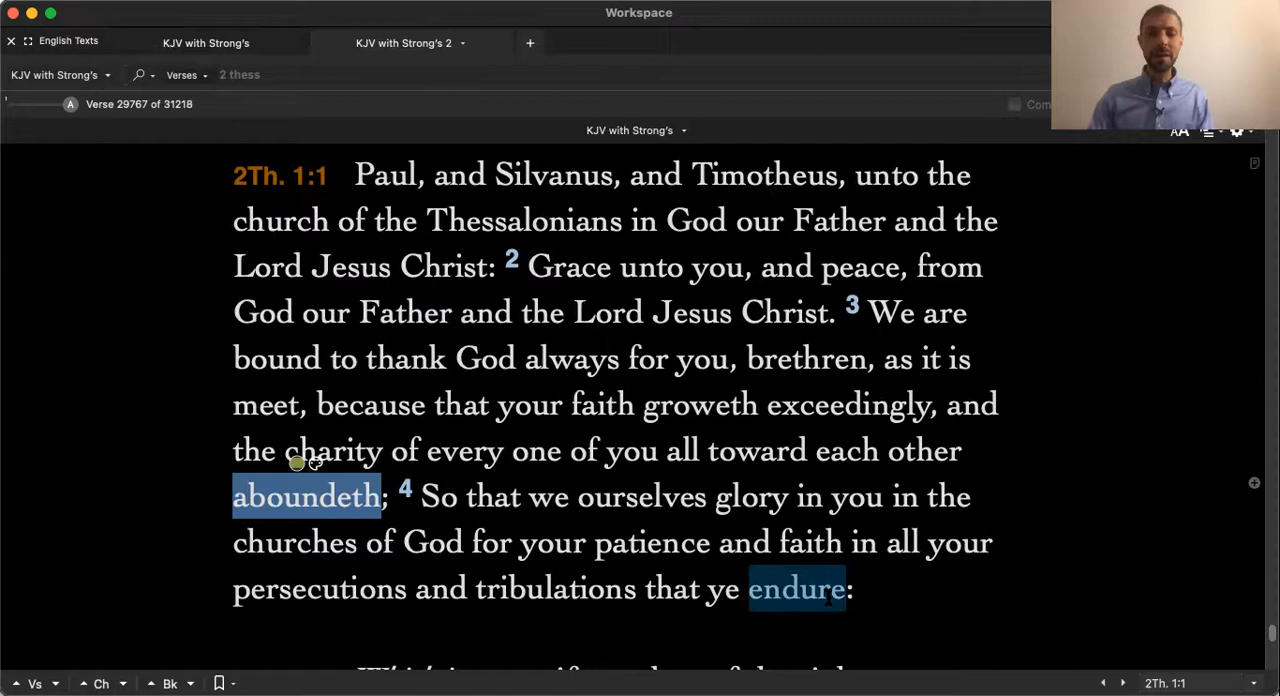 Workspace
English Texts
KJV with Strong's
KJV with Strong's 2
KJV with Strong's
Verses
2 thess
A
Verse 29767 of 31218
Com
KJV with Strong's
AA
2Th. 1:1 Paul, and Silvanus, and Timotheus, unto the
church of the Thessalonians in God our Father and the
Lord Jesus Christ: 2 Grace unto you, and peace, from
God our Father and the Lord Jesus Christ. 3 We are
bound to thank God always for you, brethren, as it is
meet, because that your faith groweth exceedingly, and
the charity of every one of you all toward each other
aboundeth; 4 So that we ourselves glory in you in the
churches of God for your patience and faith in all your
persecutions and tribulations that ye endure:
Vs Ch Bk
2Th. 1:1